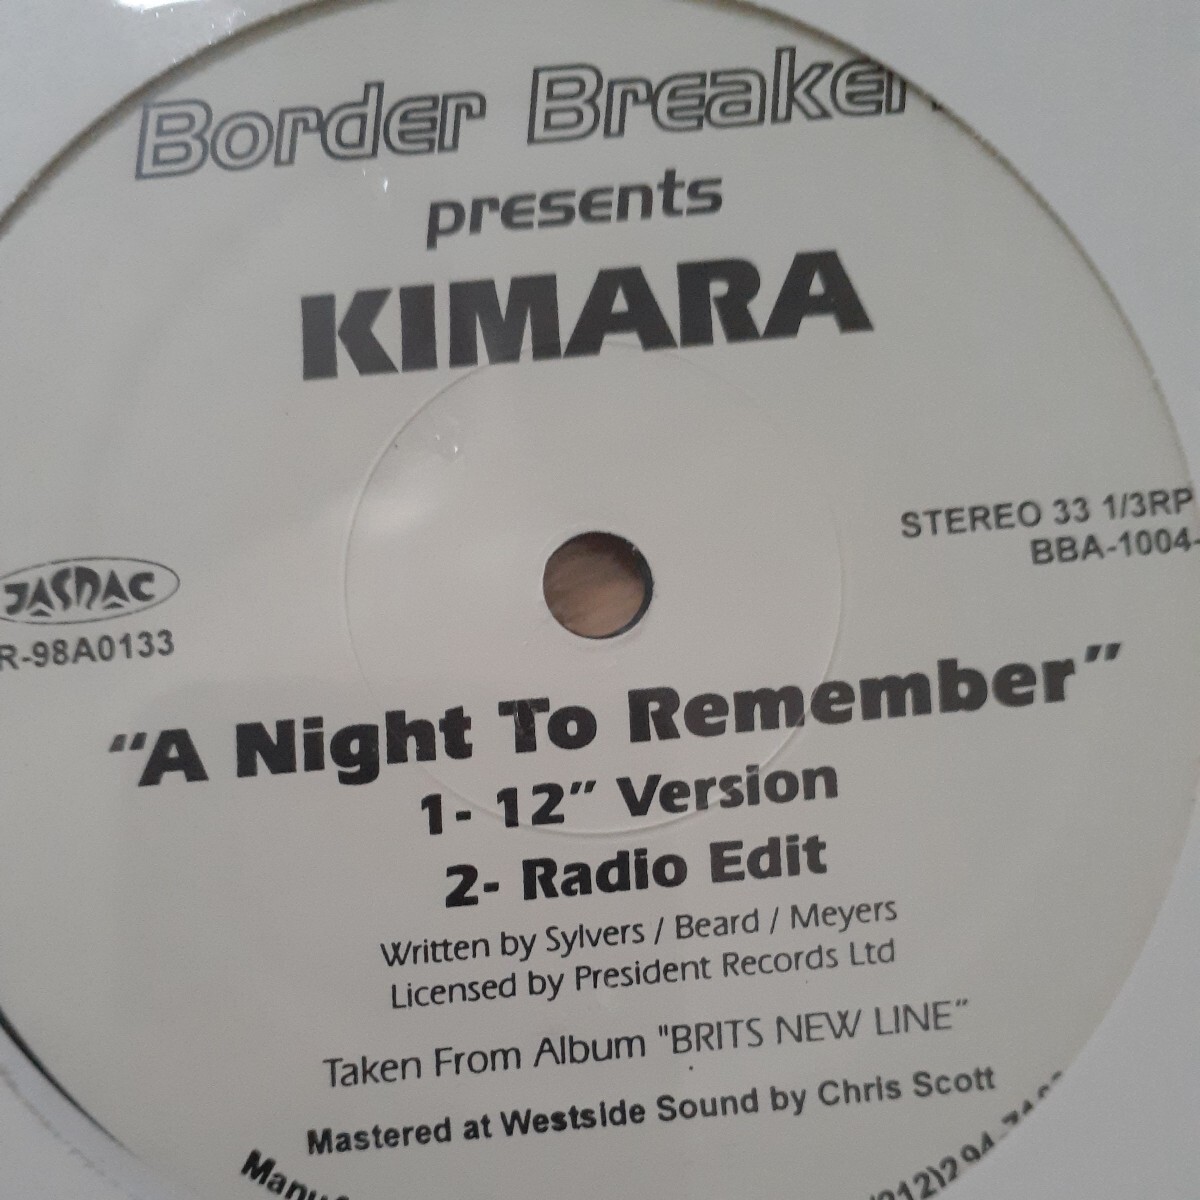 Border Breaker
presents
KIMARA
STEREO 33 1/3RP
BBA-1004-
JASRAC
R-98A0133
"A Night To Remember"
1- 12" Version
2- Radio Edit
Written by Sylvers / Beard / Meyers
Licensed by President Records Ltd
Taken From Album "BRITS NEW LINE"
Mastered at Westside Sound by Chris Scott